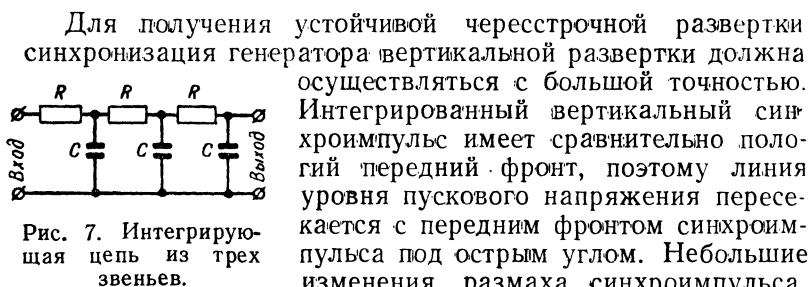 Для получения устойчивой чересстрочной развертки
синхронизация генератора вертикальной развертки должна
осуществляться с большой точностью.
Интегрированный вертикальный син-
хроимпульс имеет сравнительно поло-
гий передний фронт, поэтому линия
уровня пускового напряжения пересе-
кается с передним фронтом синхроим-
пульса под острым углом. Небольшие
изменения размаха синхроимпульса,
R R R
Вход C C C Выход
Рис. 7. Интегрирую-
щая цепь из трех
звеньев.